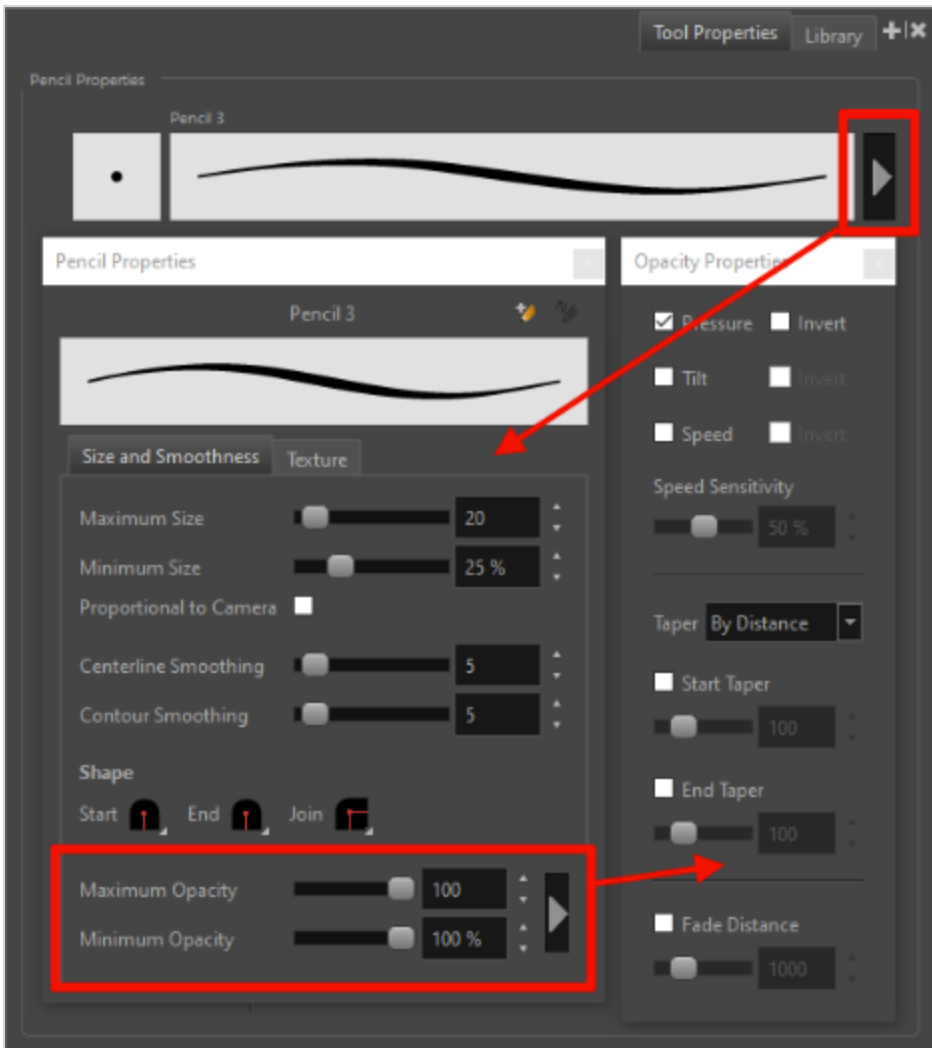 Tool Properties
Library
Pencil Properties
Pencil 3
Pencil Properties
Pencil 3
Size and Smoothness
Texture
Maximum Size 20
Minimum Size 25 %
Proportional to Camera
Centerline Smoothing 5
Contour Smoothing 5
Shape
Start End Join
Maximum Opacity 100
Minimum Opacity 100 %
Opacity Properties
Pressure Invert
Tilt Invert
Speed Invert
Speed Sensitivity
50 %
Taper By Distance
Start Taper
100
End Taper
100
Fade Distance
1000